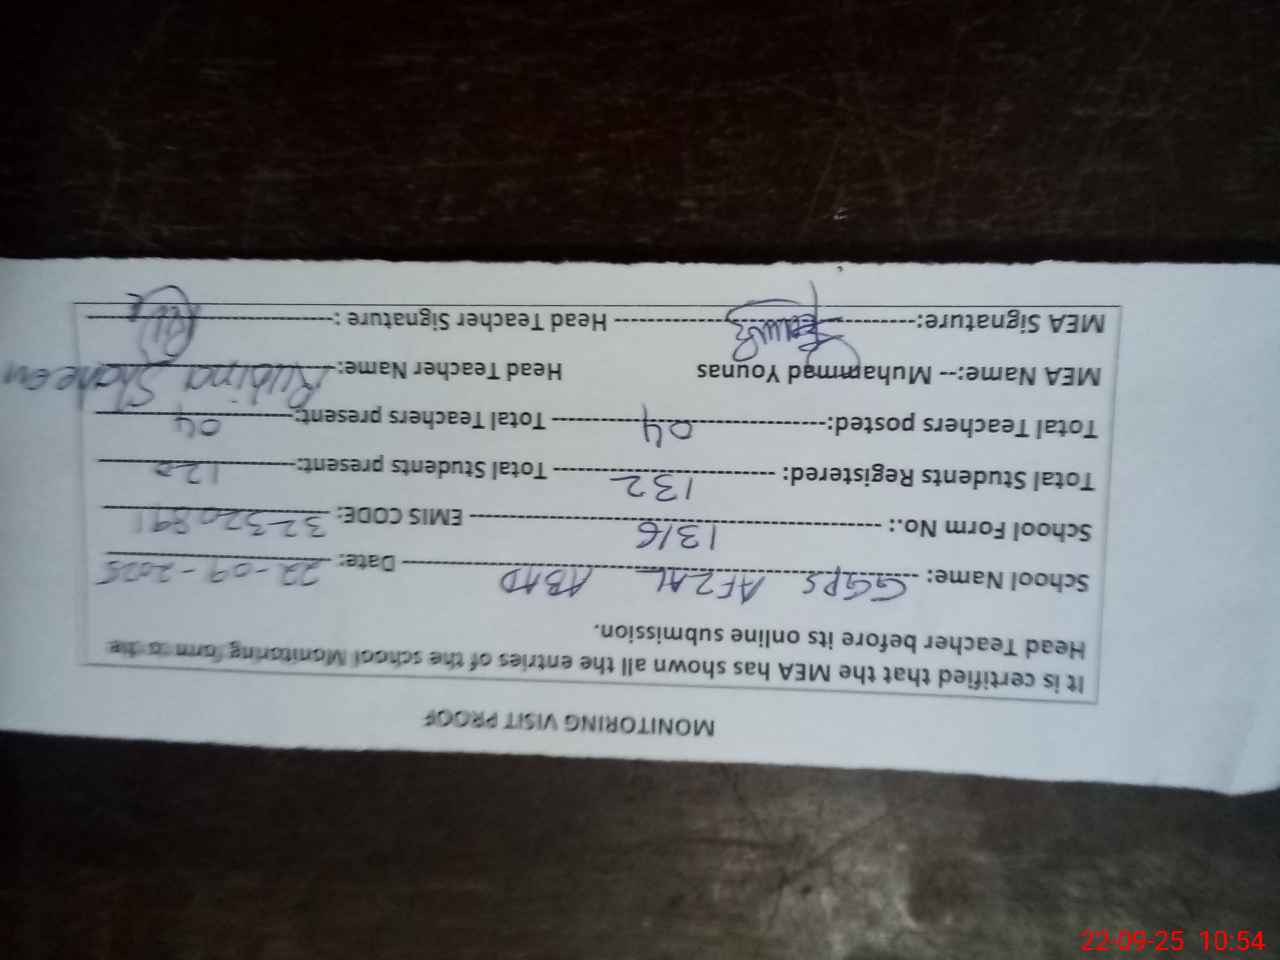 MONITORING VISIT PROOF
It is certified that the MEA has shown all the entries of the school Monitoring form to the
Head Teacher before its online submission.
School Name: GGPS AFZAL ABAD Date: 22-09-2025
School Form No.: 1316 EMIS CODE: 32320891
Total Students Registered: 132 Total Students present: 120
Total Teachers posted: 04 Total Teachers present: 04
MEA Name:-- Muhammad Younas Head Teacher Name: Rubina Shaheen
MEA Signature: Head Teacher Signature :
22-09-25 10:54